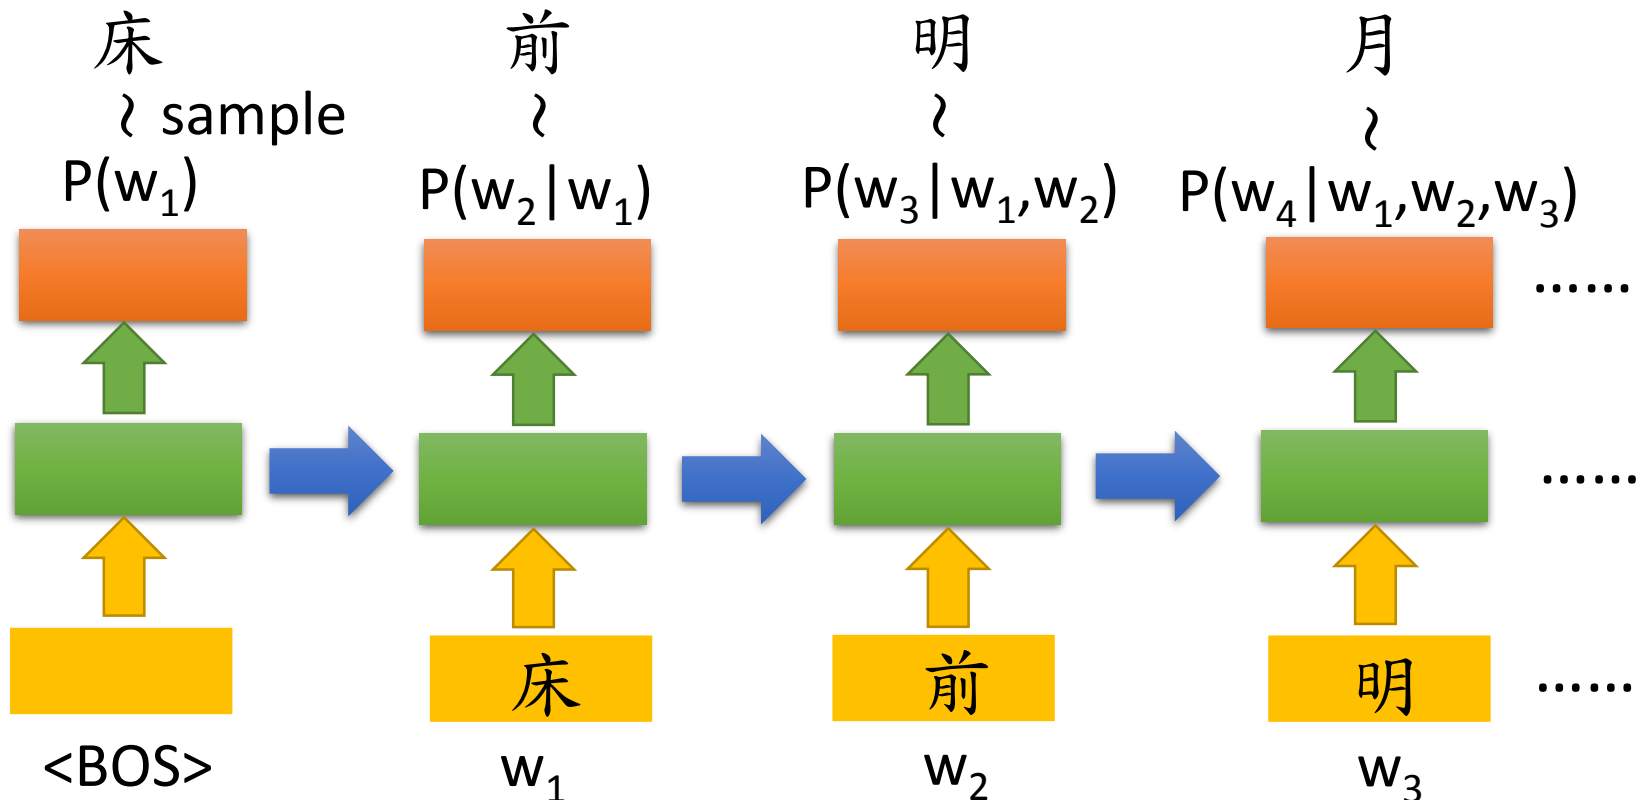 床 前 明 月
~ sample ~ ~ ~
P(w₁) P(w₂|w₁) P(w₃|w₁,w₂) P(w₄|w₁,w₂,w₃)
……
……
床 前 明 ……
<BOS> w₁ w₂ w₃